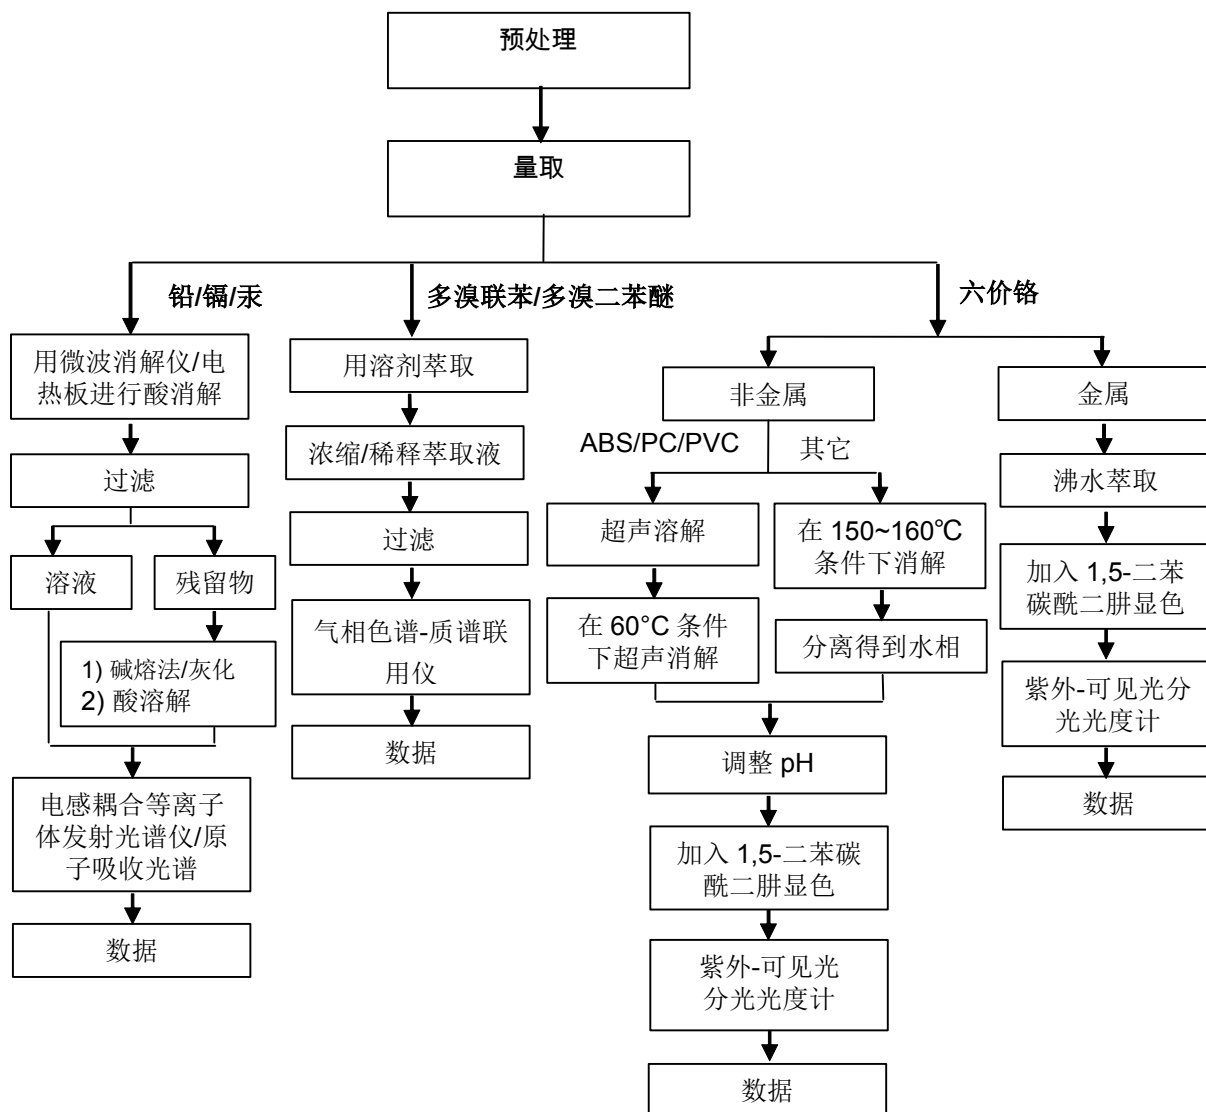 预处理
量取
铅/镉/汞
多溴联苯/多溴二苯醚
六价铬
用微波消解仪/电
热板进行酸消解
过滤
溶液
残留物
1) 碱熔法/灰化
2) 酸溶解
电感耦合等离子
体发射光谱仪/原
子吸收光谱
数据
用溶剂萃取
浓缩/稀释萃取液
过滤
气相色谱-质谱联
用仪
数据
非金属
ABS/PC/PVC
其它
超声溶解
在 60°C 条件
下超声消解
在 150~160℃
条件下消解
分离得到水相
调整 pH
加入 1,5-二苯碳
酰二肼显色
紫外-可见光
分光光度计
数据
金属
沸水萃取
加入 1,5-二苯
碳酰二肼显色
紫外-可见光分
光光度计
数据